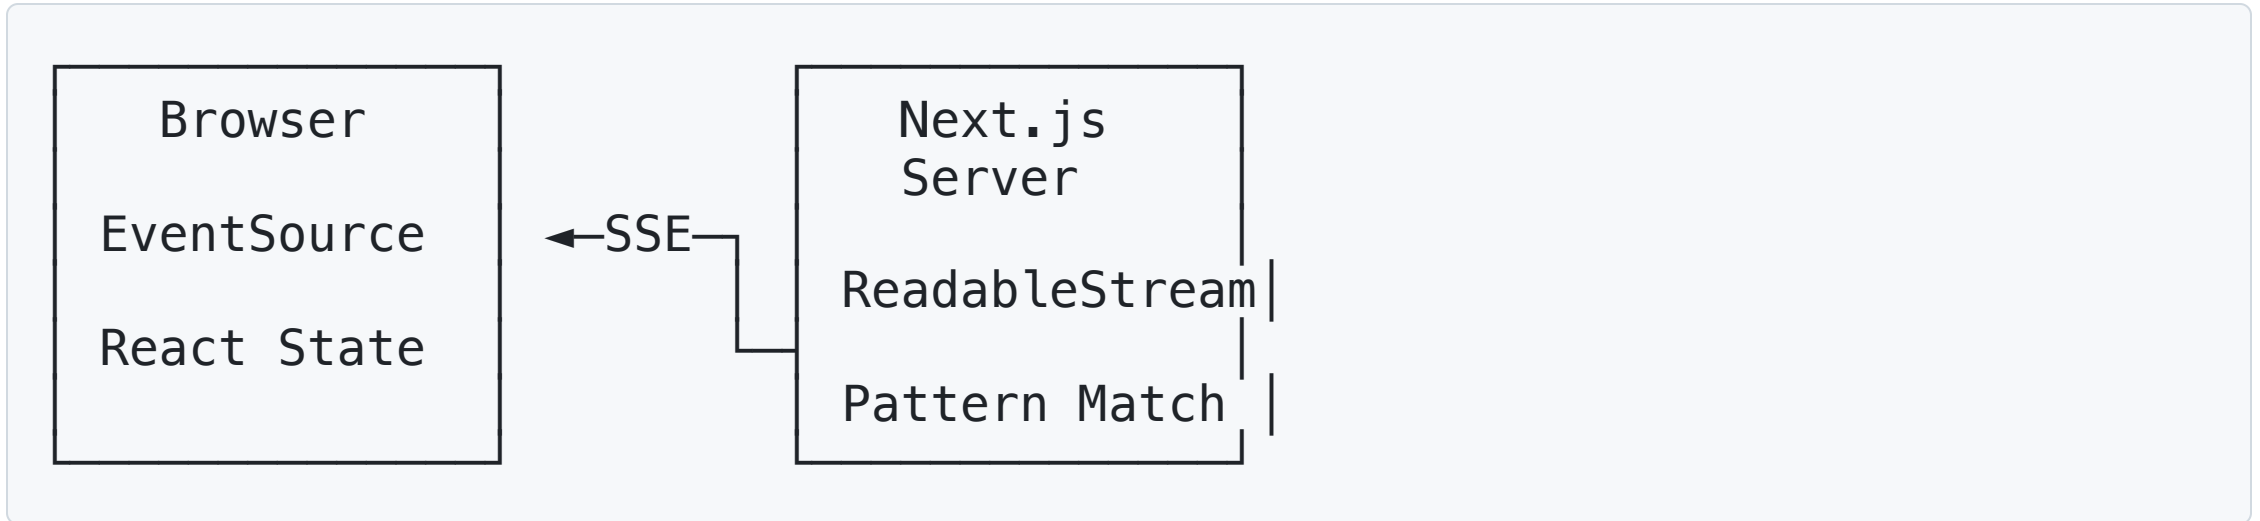 Browser
Next.js
Server
EventSource
SSE
ReadableStream
React State
Pattern Match